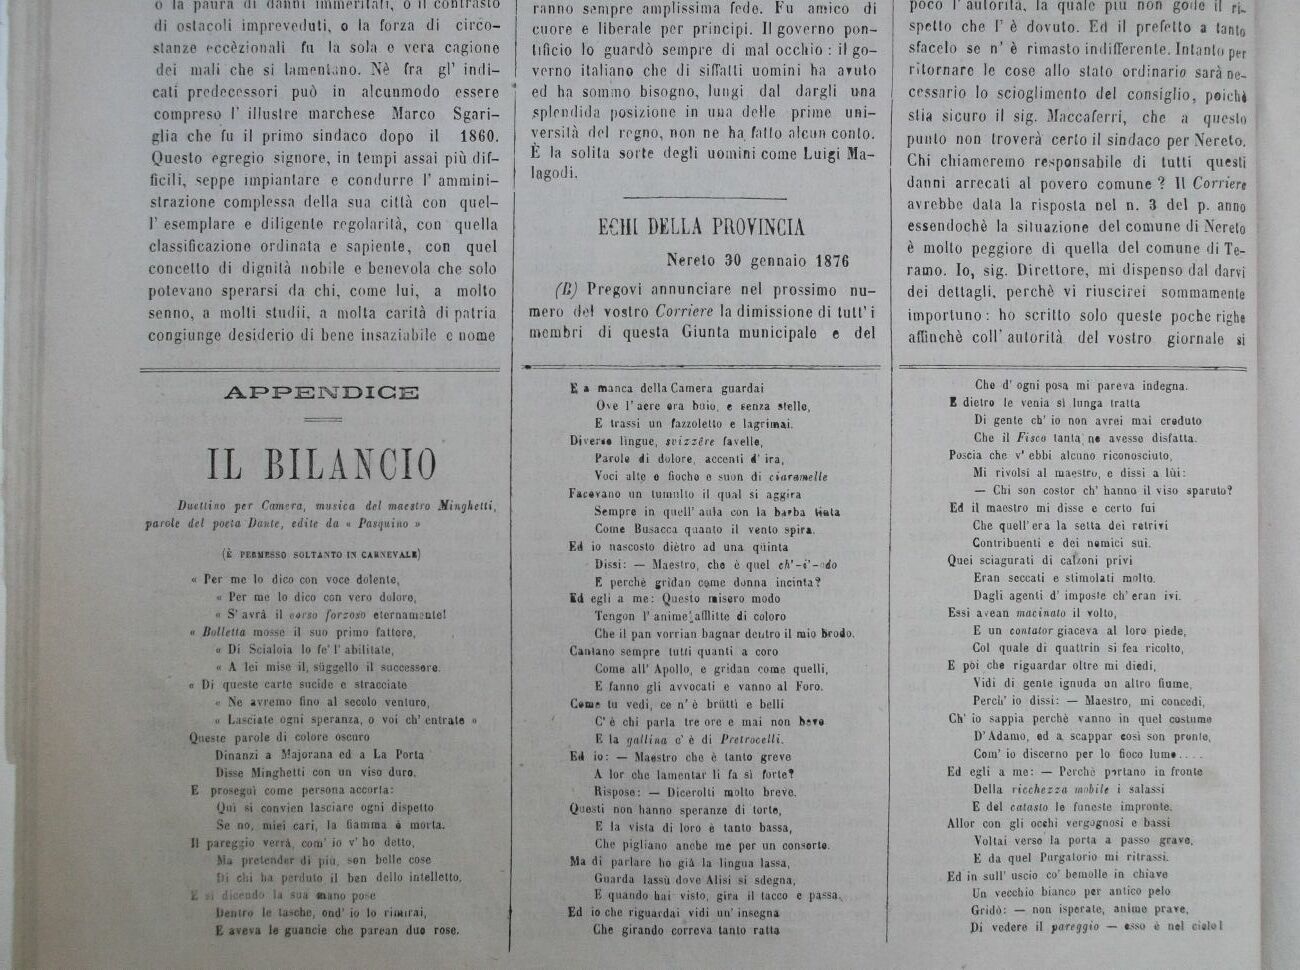 o la paura di danni immeritati, o il contrasto
di ostacoli impreveduti, o la forza di circo-
stanze eccèzionali fu la sola e vera cagione
dei mali che si lamentano. Nè fra gl' indi-
cati predecessori può in alcunmodo essere
compreso l' illustre marchese Marco Sgari-
glia che fu il primo sindaco dopo il 1860.
Questo egregio signore, in tempi assai più dif-
ficili, seppe impiantare e condurre l' ammini-
strazione complessa della sua città con quel-
l' esemplare e diligente regolarità, con quella
classificazione ordinata e sapiente, con quel
concetto di dignità nobile e benevola che solo
potevano sperarsi da chi, come lui, a molto
senno, a molti studii, a molta carità di patria
congiunge desiderio di bene insaziabile e nome
ranno sempre amplissima fede. Fu amico di
cuore e liberale per principi. Il governo pon-
tificio lo guardò sempre di mal occhio : il go-
verno italiano che di siffatti uomini ha avuto
ed ha sommo bisogno, lungi dal dargli una
splendida posizione in una delle prime uni-
versità del regno, non ne ha fatto alcun conto.
È la solita sorte degli uomini come Luigi Ma-
lagodi.
ECHI DELLA PROVINCIA
Nereto 30 gennaio 1876
(B) Pregovi annunciare nel prossimo nu-
mero del vostro Corriere la dimissione di tutt' i
membri di questa Giunta municipale e del
poco l' autorità, la quale più non gode il ri-
spetto che l' è dovuto. Ed il prefetto a tanto
sfacelo se n' è rimasto indifferente. Intanto per
ritornare le cose allo stato ordinario sarà ne-
cessario lo scioglimento del consiglio, poichè
stia sicuro il sig. Maccaferri, che a questo
punto non troverà certo il sindaco per Nereto.
Chi chiameremo responsabile di tutti questi
danni arrecati al povero comune ? Il Corriere
avrebbe data la risposta nel n. 3 del p. anno
essendochè la situazione del comune di Nereto
è molto peggiore di quella del comune di Te-
ramo. Io, sig. Direttore, mi dispenso dal darvi
dei dettagli, perchè vi riuscirei sommamente
importuno : ho scritto solo queste poche righe
affinchè coll' autorità del vostro giornale si
APPENDICE
IL BILANCIO
Duettino per Camera, musica del maestro Minghetti,
parole del poeta Dante, edite da « Pasquino »
(È PERMESSO SOLTANTO IN CARNEVALE)
« Per me lo dico con voce dolente,
« Per me lo dico con vero dolore,
« S' avrà il corso forzoso eternamente!
« Bolletta mosse il suo primo fattore,
« Di Scialoia lo fe' l' abilitate,
« A lei mise il suggello il successore.
« Di queste carte sucide e stracciate
« Ne avremo fino al secolo venturo,
« Lasciate ogni speranza, o voi ch' entrate »
Queste parole di colore oscuro
Dinanzi a Majorana ed a La Porta
Disse Minghetti con un viso duro.
E proseguì come persona accorta:
Qui si convien lasciare ogni dispetto
Se no, miei cari, la fiamma è morta.
Il pareggio verrà, com' io v' ho detto,
Ma pretender di più, son belle cose
Di chi ha perduto il ben dello intelletto.
E sì dicendo la sua mano pose
Dentro le tasche, ond' io lo rimirai,
E aveva le guancie che parean due rose.
E a manca della Camera guardai
Ove l' aere era buio, e senza stelle,
E trassi un fazzoletto e lagrimai.
Diverse lingue, svizzère favelle,
Parole di dolore, accenti d' ira,
Voci alte e fioche e suon di ciaramelle
Facevano un tumulto il qual si aggira
Sempre in quell' aula con la barba tinta
Come Busacca quanto il vento spira.
Ed io nascosto diètro ad una quinta
Dissi: — Maestro, che è quel ch'-i'-odo
E perchè gridan come donna incinta?
Ed egli a me: Questo misero modo
Tengon l' anime afflitte di coloro
Che il pan vorrian bagnar dentro il mio brodo.
Cantano sempre tutti quanti a coro
Come all' Apollo, e gridan come quelli,
E fanno gli avvocati e vanno al Foro.
Come tu vedi, ce n' è brutti e belli
C' è chi parla tre ore e mai non beve
E la gallina c' è di Petrocelli.
Ed io: — Maestro che è tanto greve
A lor che lamentar li fa sì forte?
Rispose: — Dicerolti molto breve.
Questi non hanno speranze di torte,
E la vista di loro è tanto bassa,
Che pigliano anche me per un consorte.
Ma di parlare ho già la lingua lassa,
Guarda lassù dove Alisi si sdegna,
E quando hai visto, gira il tacco e passa.
Ed io che riguardai vidi un' insegna
Che girando correva tanto ratta
Che d' ogni posa mi pareva indegna.
E dietro le venìa sì lunga tratta
Di gente ch' io non avrei mai creduto
Che il Fisco tanta ne avesse disfatta.
Poscia che v' ebbi alcuno riconosciuto,
Mi rivolsi al maestro, e dissi a lùi:
— Chi son costor ch' hanno il viso sparuto?
Ed il maestro mi disse e certo fui
Che quell' era la setta dei retrivi
Contribuenti e dei nemici sui.
Quei sciagurati di calzoni privi
Eran seccati e stimolati molto.
Dagli agenti d' imposte ch' eran ivi.
Essi avean macinato il volto,
E un contator giaceva al loro piede,
Col quale di quattrin si fea ricolto,
E pòi che riguardar oltre mi diedi,
Vidi di gente ignuda un altro fiume,
Perch' io dissi: — Maestro, mi concedi,
Ch' io sappia perchè vanno in quel costume
D'Adamo, ed a scappar così son pronte,
Com' io discerno per lo fioco lume....
Ed egli a me: — Perchè portano in fronte
Della ricchezza mobile i salassi
E del catasto le funeste impronte.
Allor con gli occhi vergognosi e bassi
Voltai verso la porta a passo grave,
E da quel Purgatorio mi ritrassi.
Ed in sull' uscio co' bemolle in chiave
Un vecchio bianco per antico pelo
Gridò: — non isperate, anime prave,
Di vedere il pareggio — esso è nel cielo!